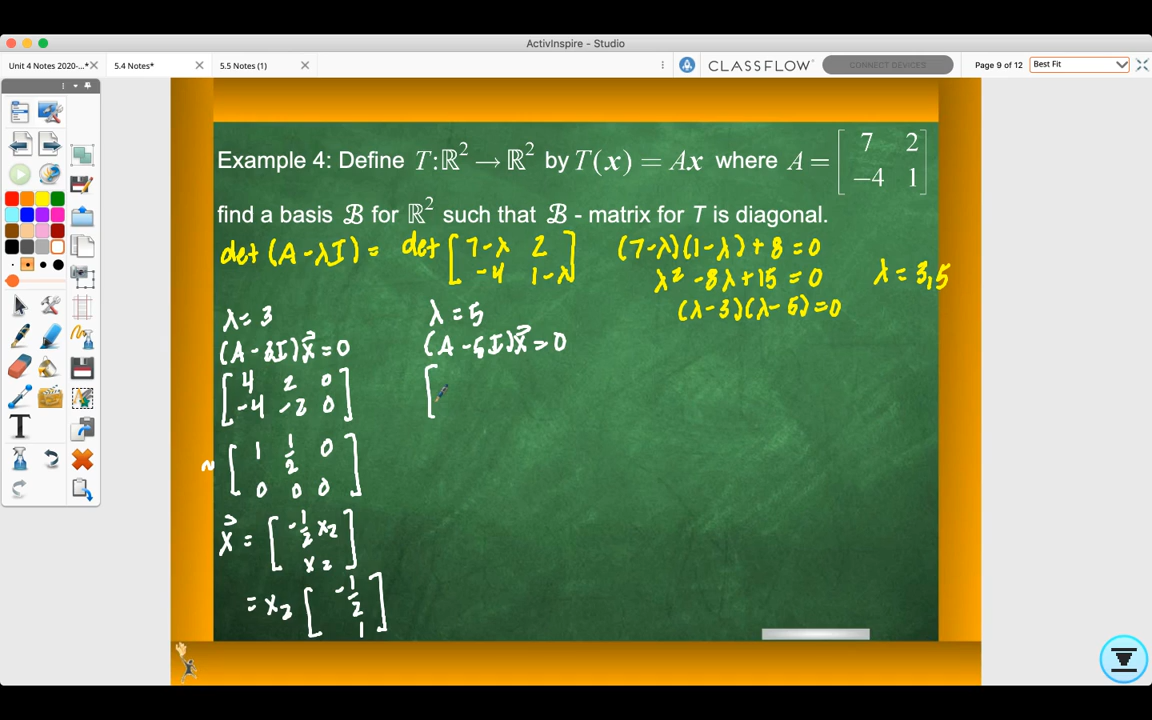 ActivInspire - Studio
Unit 4 Notes 2020-...*
5.4 Notes*
5.5 Notes (1)
CLASSFLOW
CONNECT DEVICES
Page 9 of 12
Best Fit
Example 4: Define T:ℝ² → ℝ² by T(x) = Ax where A = [7 2
−4 1]
find a basis ℬ for ℝ² such that ℬ - matrix for T is diagonal.
det(A - λI) = det [7-λ 2
-4 1-λ]
(7-λ)(1-λ) + 8 = 0
λ² - 8λ + 15 = 0
(λ-3)(λ-5) = 0
λ = 3, 5
λ = 3
(A - 3I)x⃗ = 0
[4 2 0
-4 -2 0]
~ [1 1/2 0
0 0 0]
x⃗ = [-1/2 x₂
x₂]
= x₂ [-1/2
1]
λ = 5
(A - 5I)x⃗ = 0
[